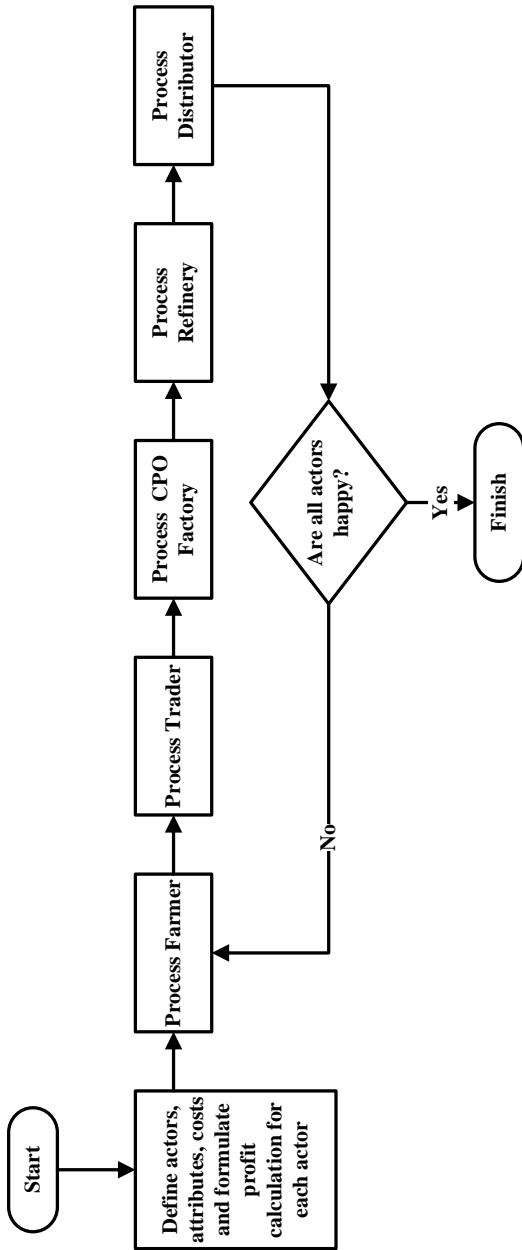 Start
Define actors,
attributes, costs
and formulate
profit
calculation for
each actor
Process Farmer
Process Trader
Process CPO
Factory
Process
Refinery
Process
Distributor
Are all actors
happy?
No
Yes
Finish